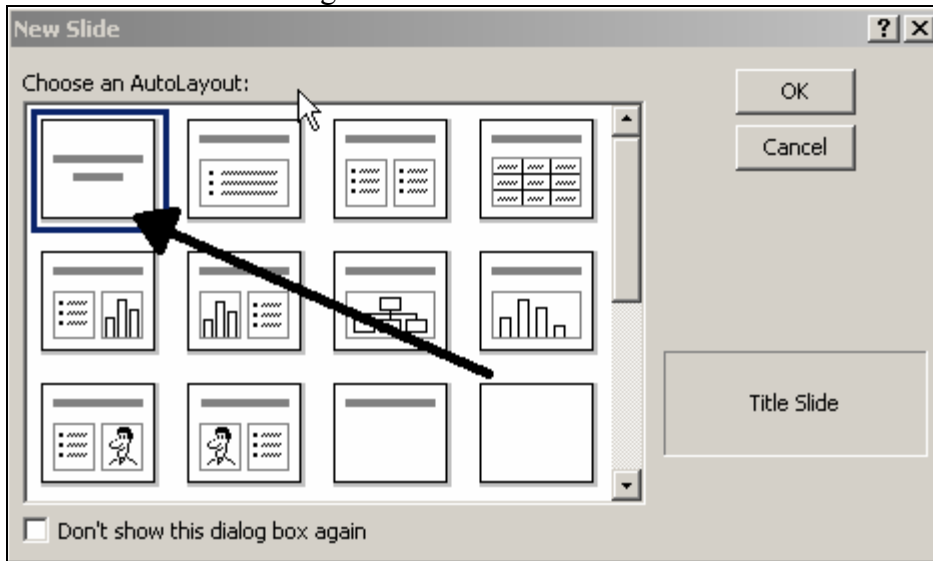 New Slide
Choose an AutoLayout:
OK
Cancel
Title Slide
Don't show this dialog box again